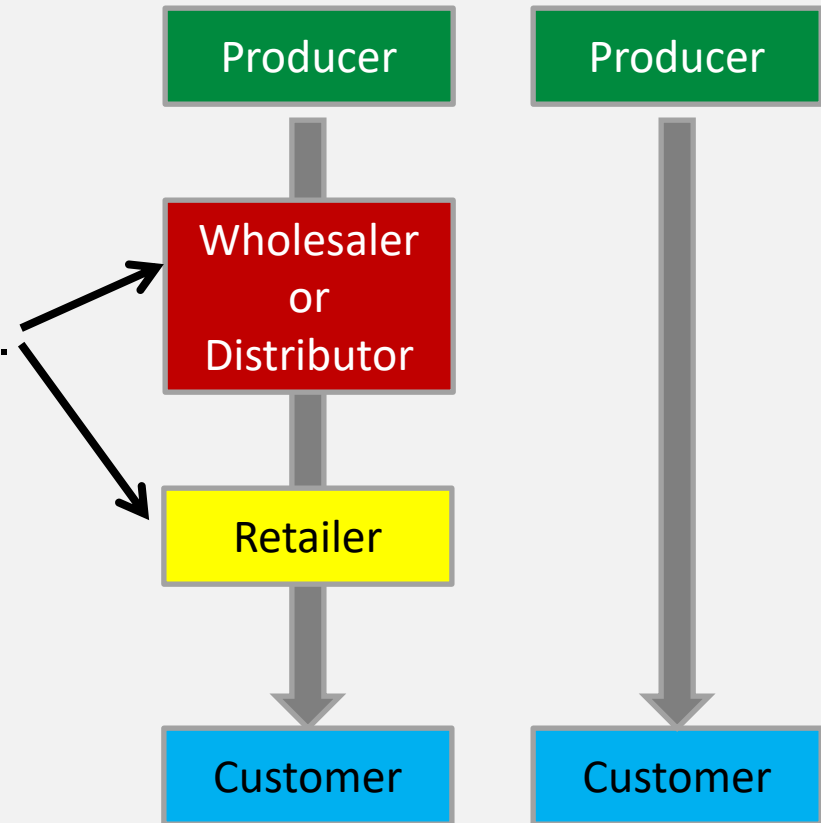 Producer
Producer
Wholesaler
or
Distributor
.
Retailer
Customer
Customer